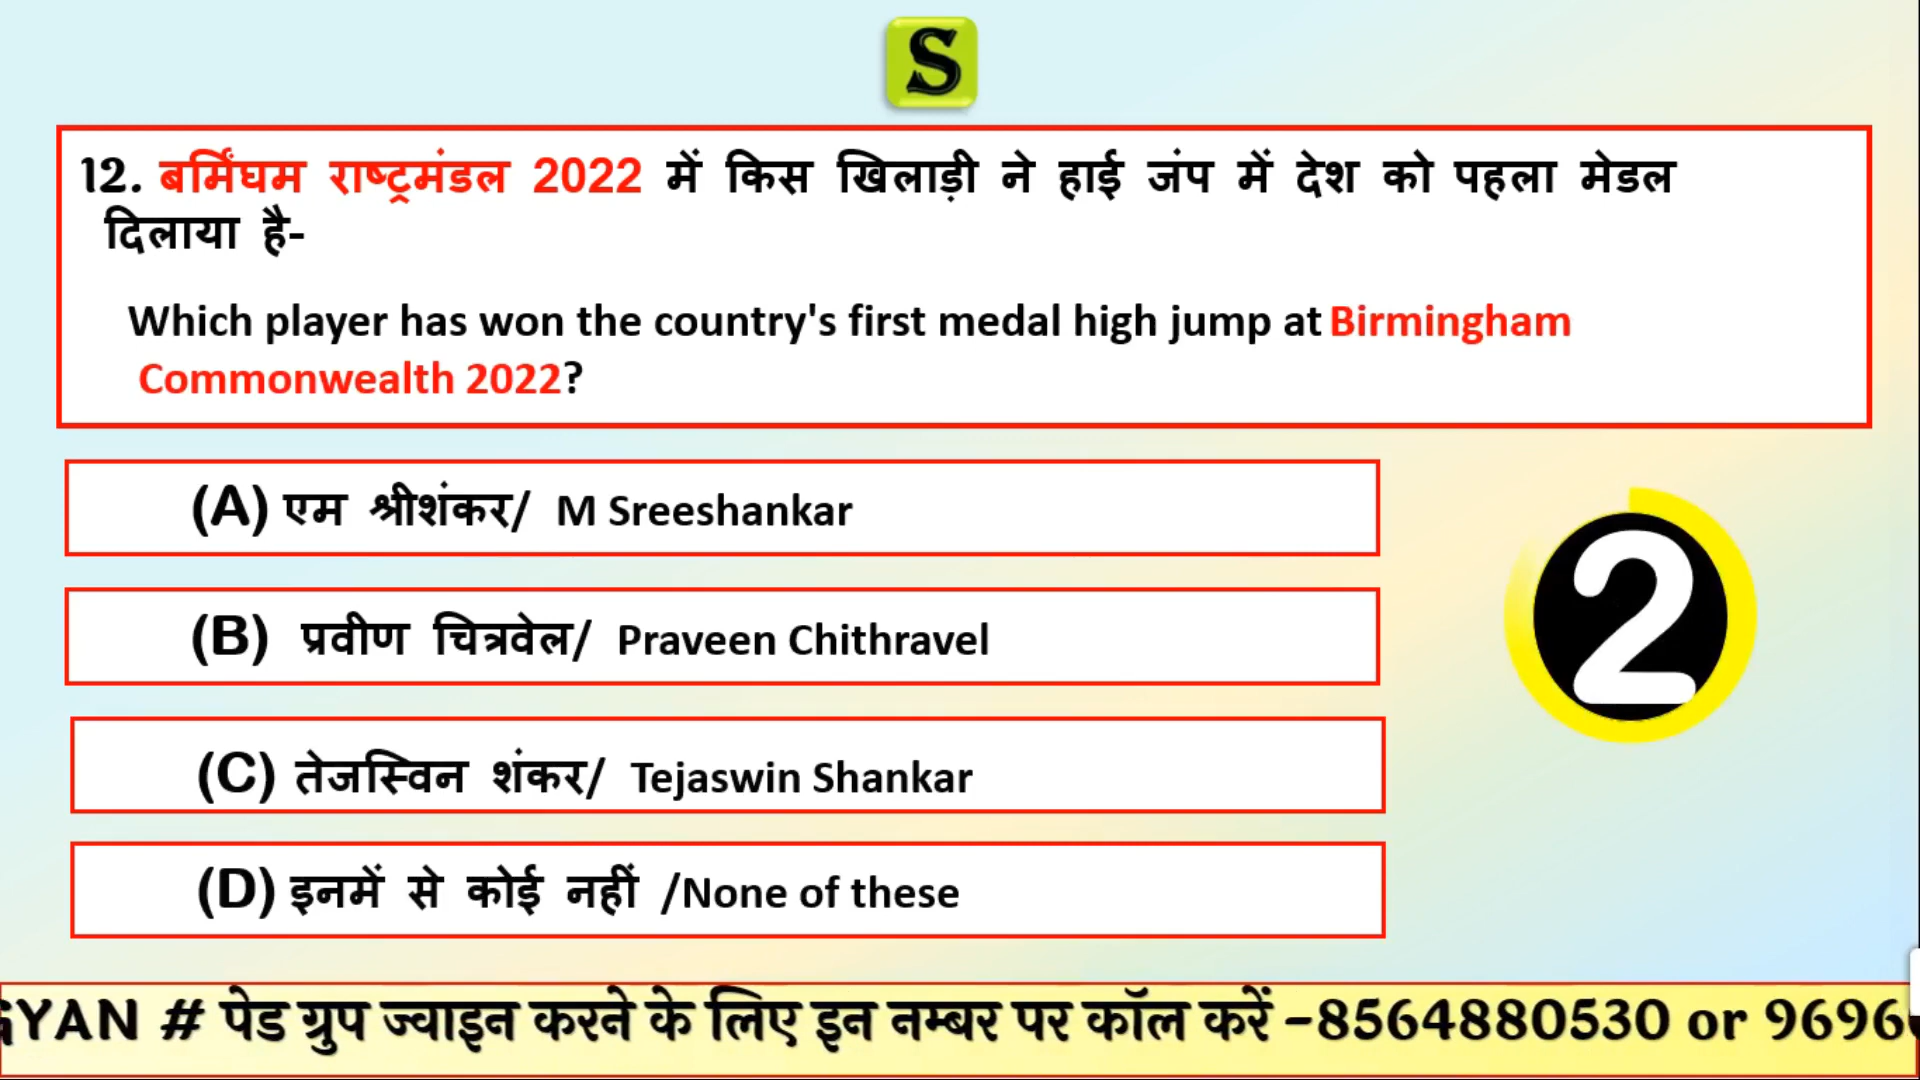 S
12. बर्मिंघम राष्ट्रमंडल 2022 में किस खिलाड़ी ने हाई जंप में देश को पहला मेडल
दिलाया है-
Which player has won the country's first medal high jump at Birmingham
Commonwealth 2022?
(A) एम श्रीशंकर/ M Sreeshankar
(B) प्रवीण चित्रवेल/ Praveen Chithravel
2
(C) तेजस्विन शंकर/ Tejaswin Shankar
(D) इनमें से कोई नहीं /None of these
GYAN # पेड ग्रुप ज्वाइन करने के लिए इन नम्बर पर कॉल करें -8564880530 or 9696